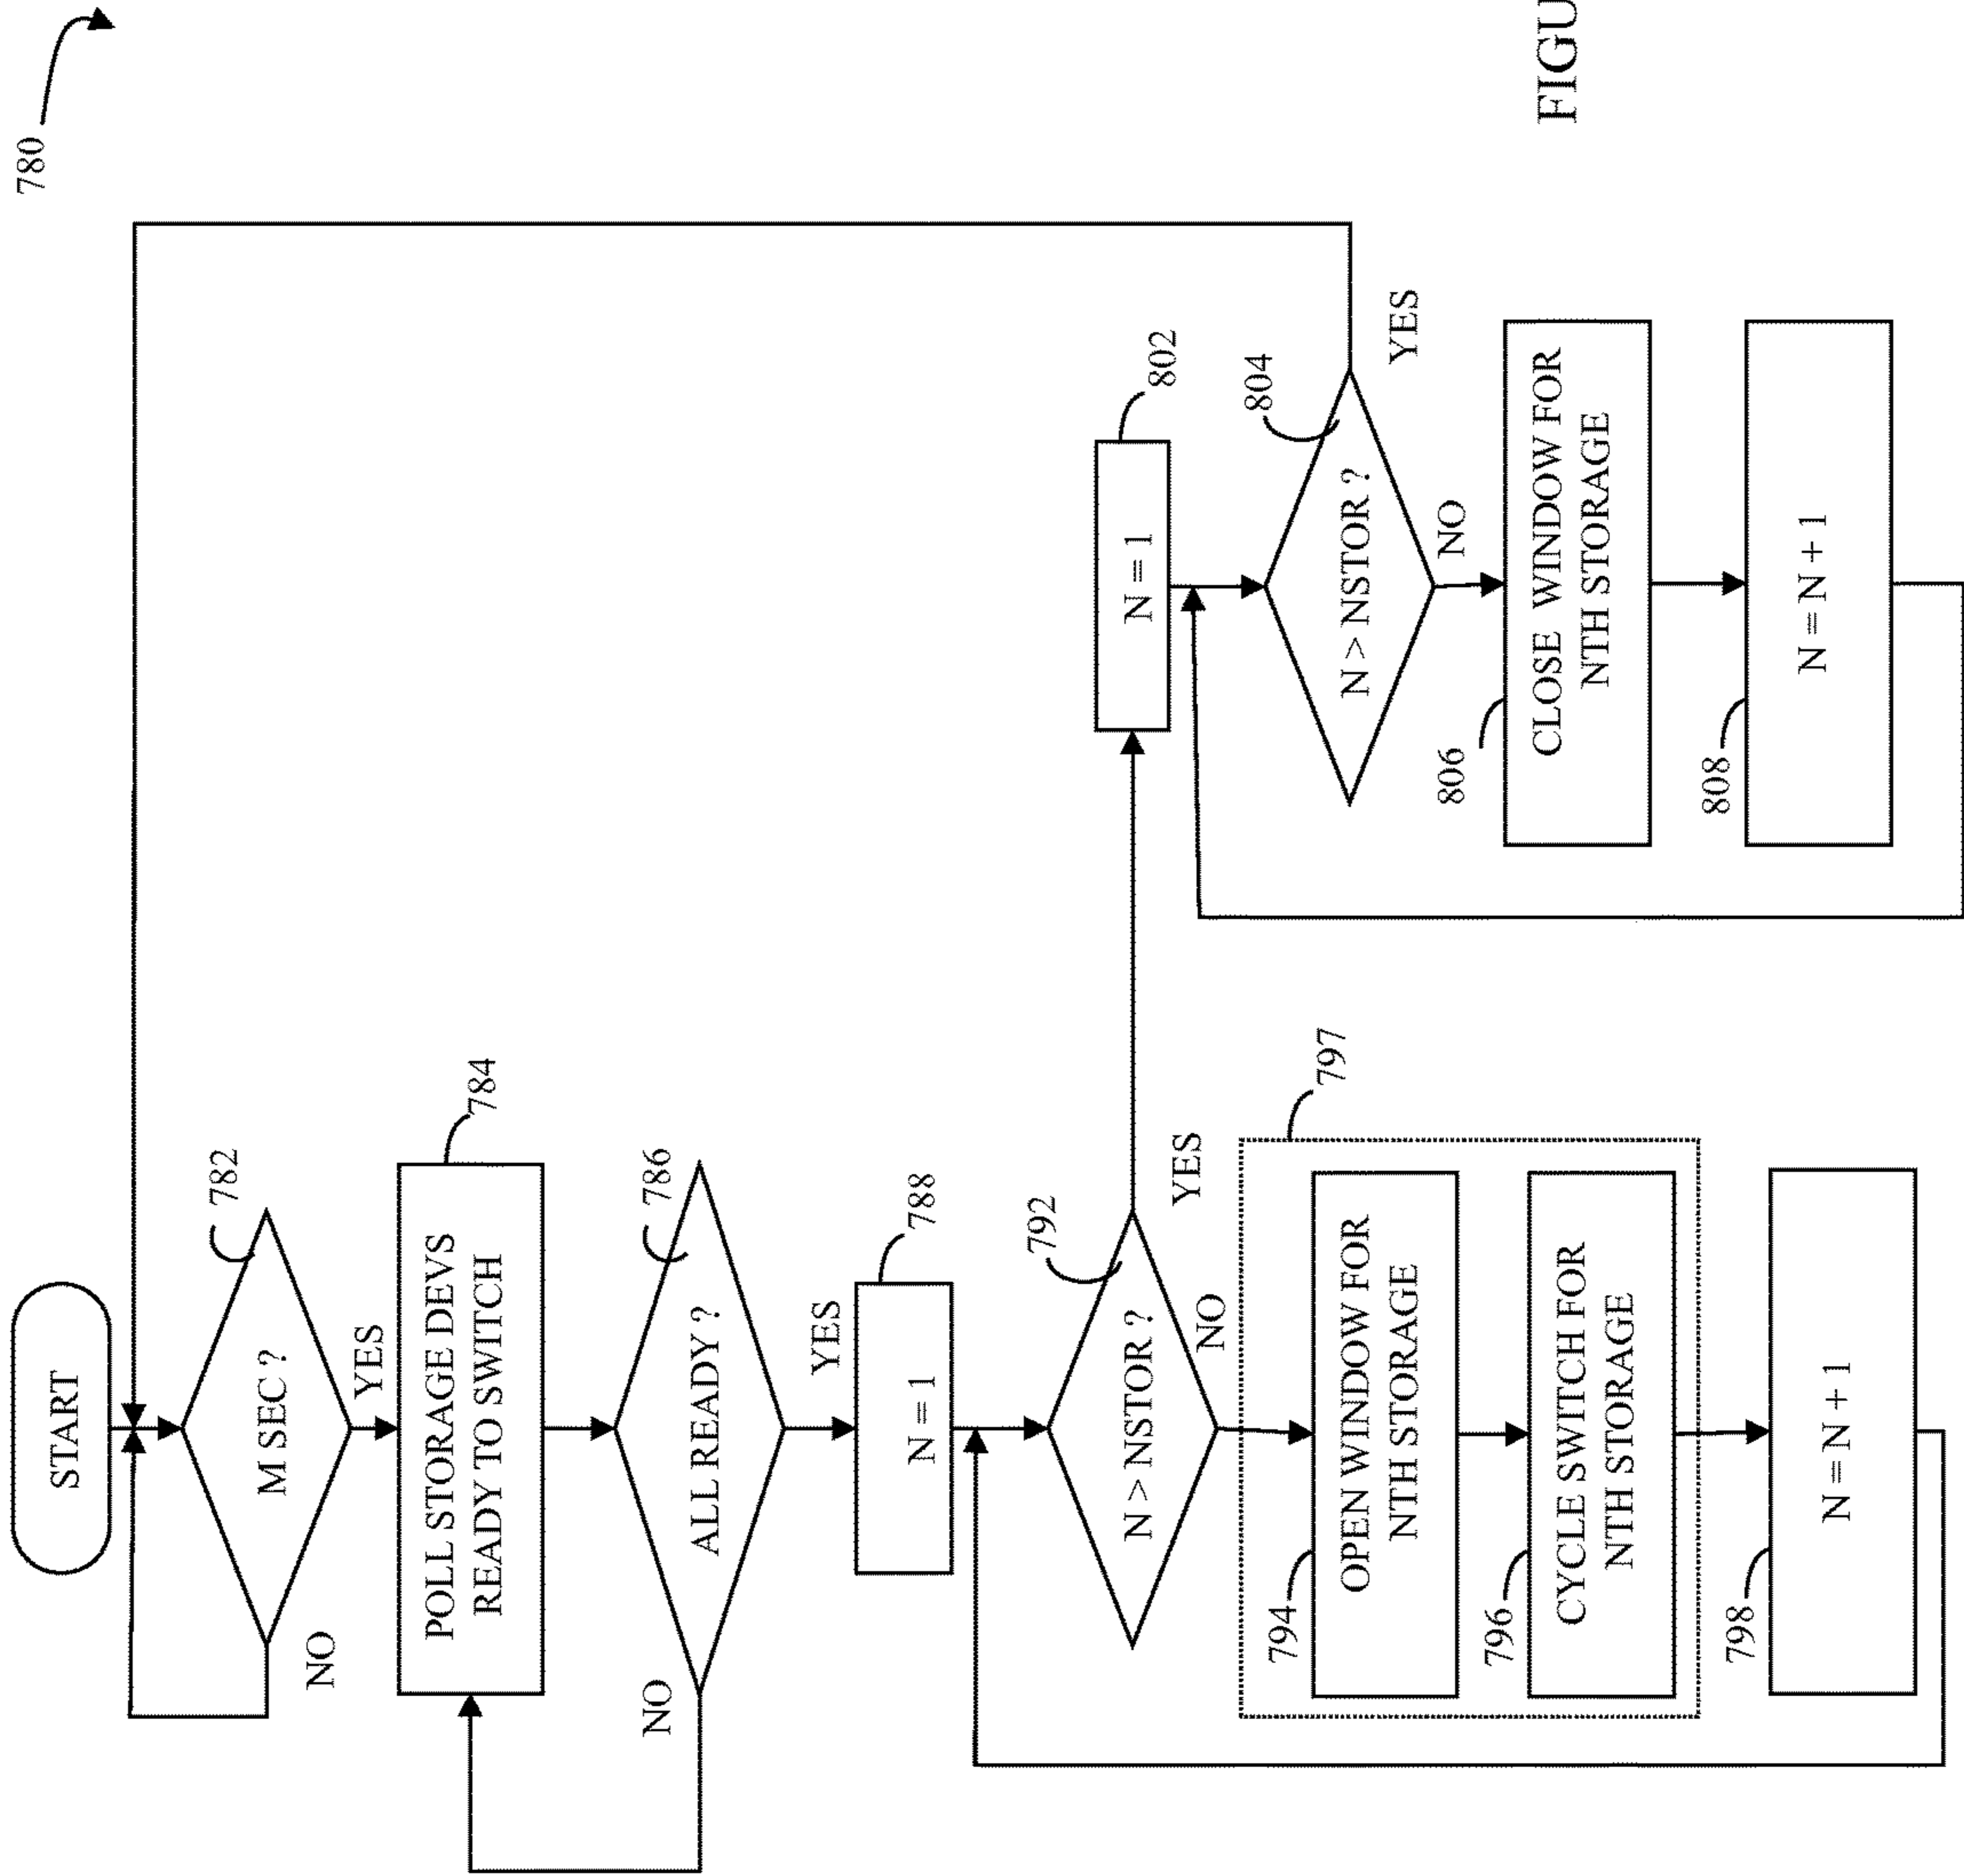 780
START
782
M SEC ?
NO
YES
784
POLL STORAGE DEVS
READY TO SWITCH
786
ALL READY ?
NO
YES
788
N = 1
792
N > NSTOR ?
YES
NO
797
794
OPEN WINDOW FOR
NTH STORAGE
796
CYCLE SWITCH FOR
NTH STORAGE
798
N = N + 1
802
N = 1
804
N > NSTOR ?
YES
NO
806
CLOSE WINDOW FOR
NTH STORAGE
808
N = N + 1
FIGU